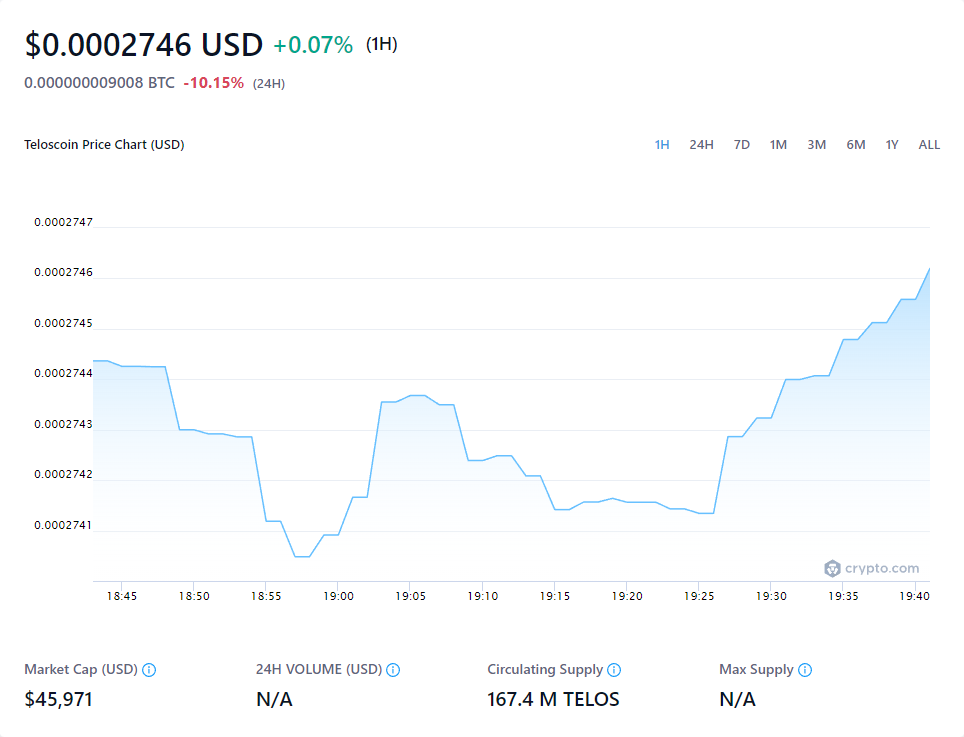 $0.0002746 USD +0.07% (1H)
0.000000009008 BTC -10.15% (24H)
Teloscoin Price Chart (USD) 1H 24H 7D 1M 3M 6M 1Y ALL
0.0002747
0.0002746
0.0002745
0.0002744
0.0002743
0.0002742
0.0002741
crypto.com
18:45 18:50 18:55 19:00 19:05 19:10 19:15 19:20 19:25 19:30 19:35 19:40
Market Cap (USD) 24H VOLUME (USD) Circulating Supply Max Supply
$45,971 N/A 167.4 M TELOS N/A